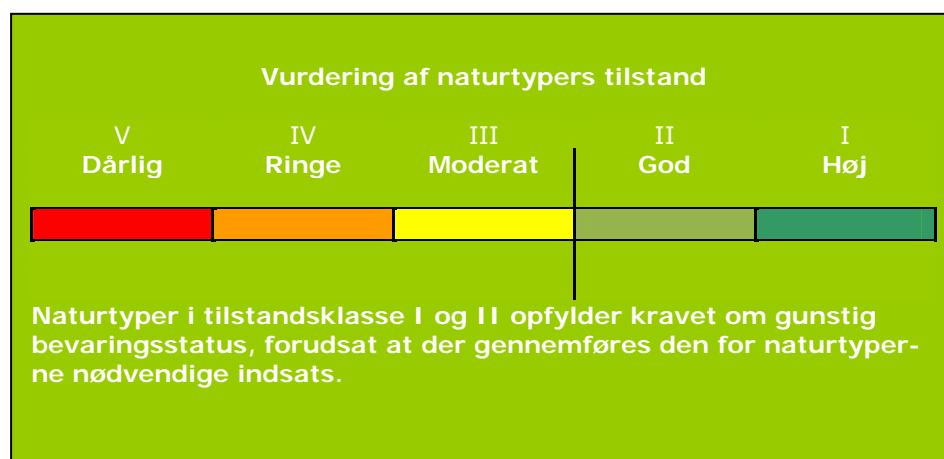 Vurdering af naturtypers tilstand
V IV III II I
Dårlig Ringe Moderat God Høj
Naturtyper i tilstandsklasse I og II opfylder kravet om gunstig
bevaringsstatus, forudsat at der gennemføres den for naturtyper-
ne nødvendige indsats.